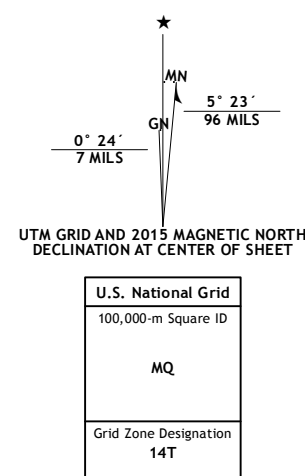 ★
MN
GN
5° 23´
96 MILS
0° 24´
7 MILS
UTM GRID AND 2015 MAGNETIC NORTH
DECLINATION AT CENTER OF SHEET
U.S. National Grid
100,000-m Square ID
MQ
Grid Zone Designation
14T